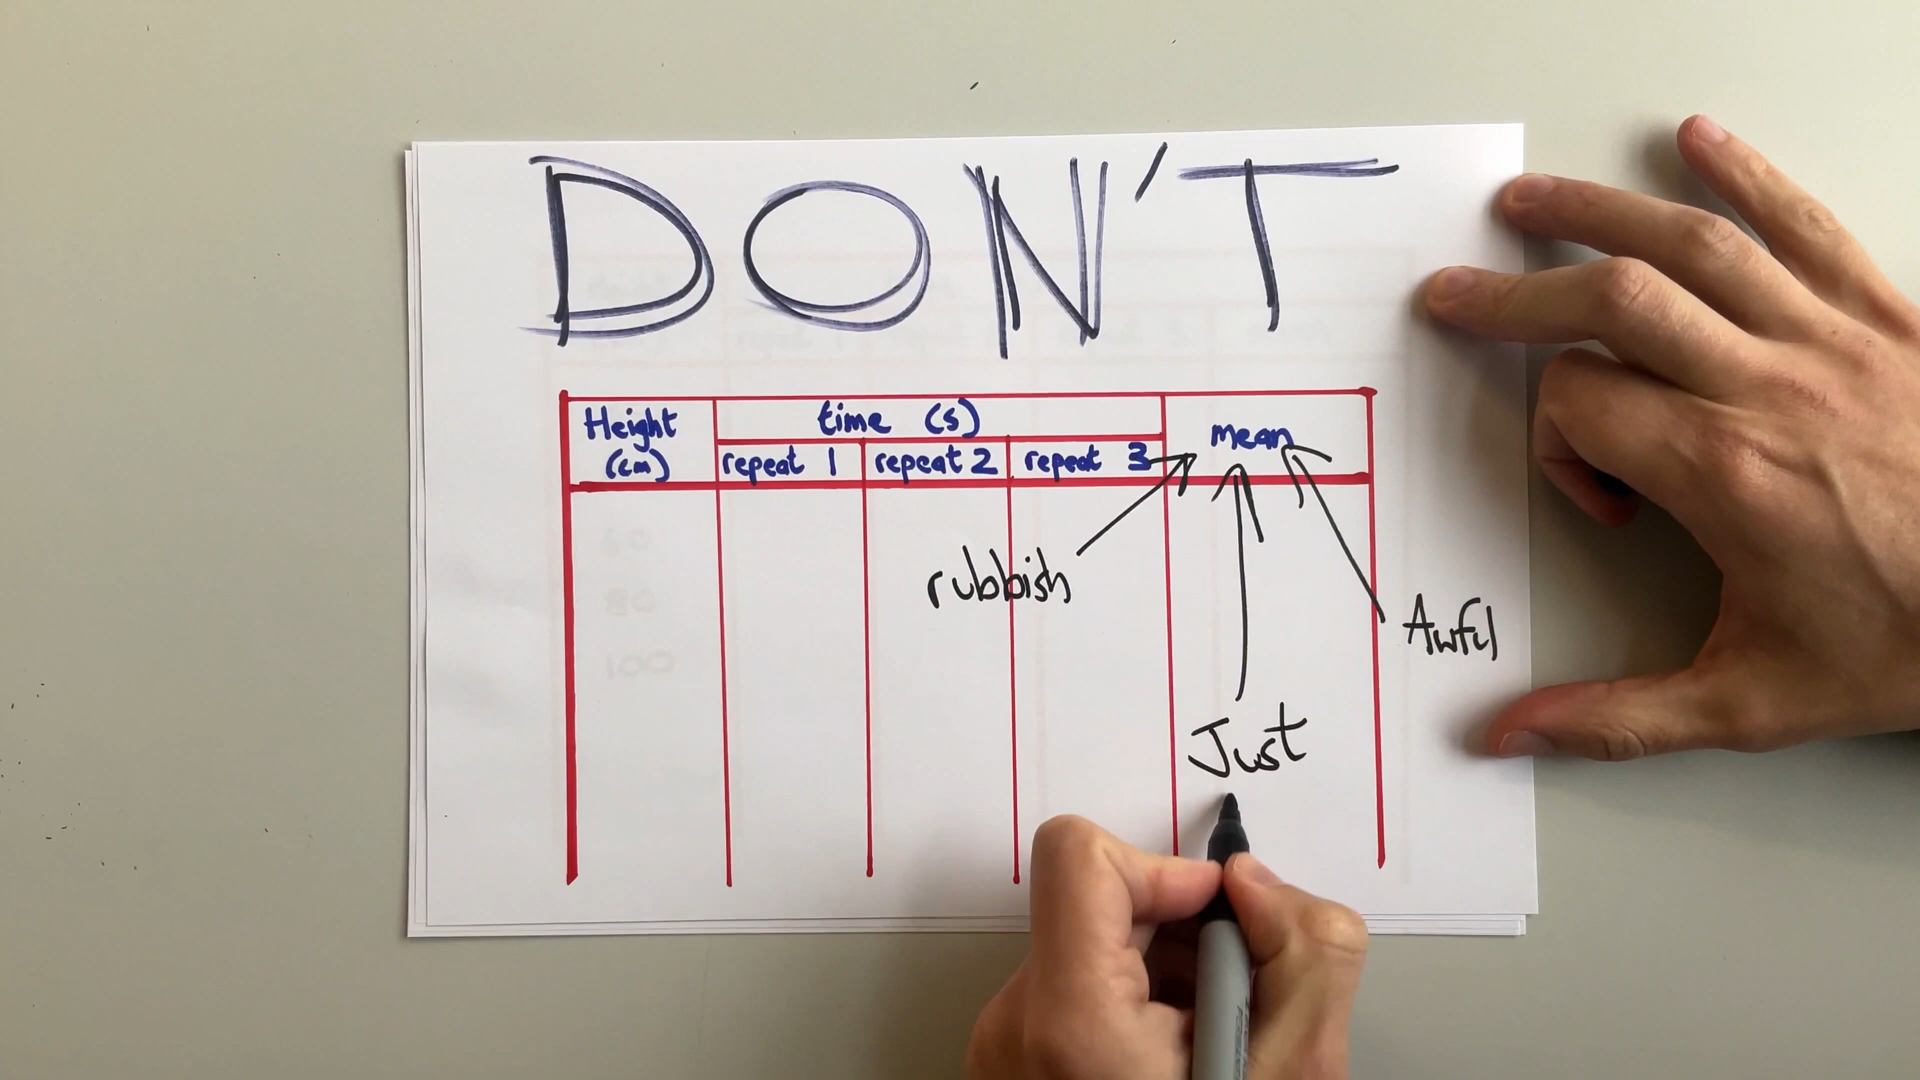 DON'T
Height (cm)
time (s)
mean
repeat 1
repeat 2
repeat 3
rubbish
Awful
Just